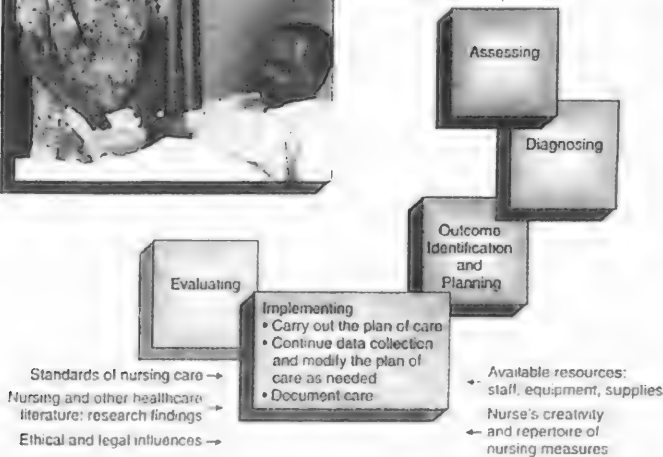 Assessing
Diagnosing
Outcome
Identification
and
Planning
Evaluating
Implementing
• Carry out the plan of care
• Continue data collection
and modify the plan of
care as needed
• Document care
Standards of nursing care →
Nursing and other healthcare
literature: research findings →
Ethical and legal influences →
← Available resources:
staff, equipment, supplies
Nurse's creativity
← and repertoire of
nursing measures